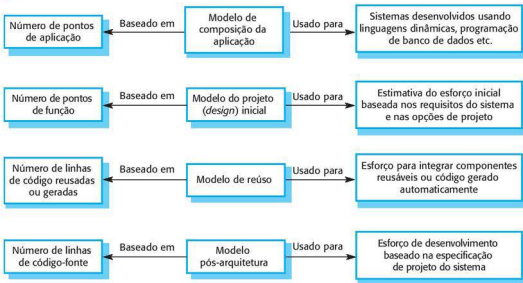 Número de pontos
de aplicação
Baseado em
Modelo de
composição da
aplicação
Usado para
Sistemas desenvolvidos usando
linguagens dinâmicas, programação
de banco de dados etc.
Número de pontos
de função
Baseado em
Modelo do projeto
(design) inicial
Usado para
Estimativa do esforço inicial
baseada nos requisitos do sistema
e nas opções de projeto
Número de linhas
de código reusadas
ou geradas
Baseado em
Modelo de reúso
Usado para
Esforço para integrar componentes
reusáveis ou código gerado
automaticamente
Número de linhas
de código-fonte
Baseado em
Modelo
pós-arquitetura
Usado para
Esforço de desenvolvimento
baseado na especificação
de projeto do sistema